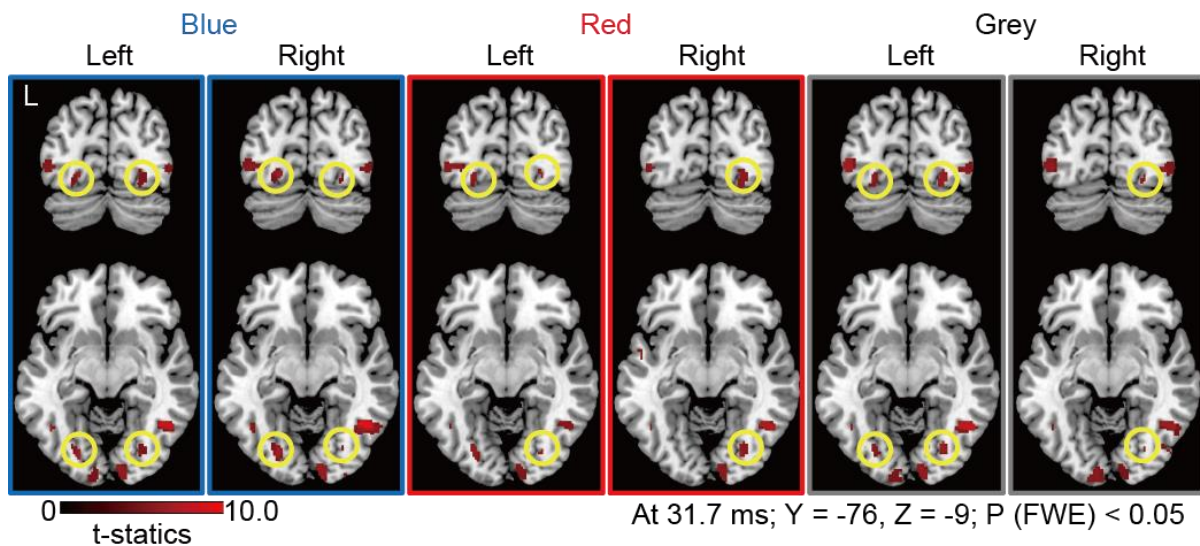 Blue Red Grey
Left Right Left Right Left Right
L
0 10.0
t-statics
At 31.7 ms; Y = -76, Z = -9; P (FWE) < 0.05